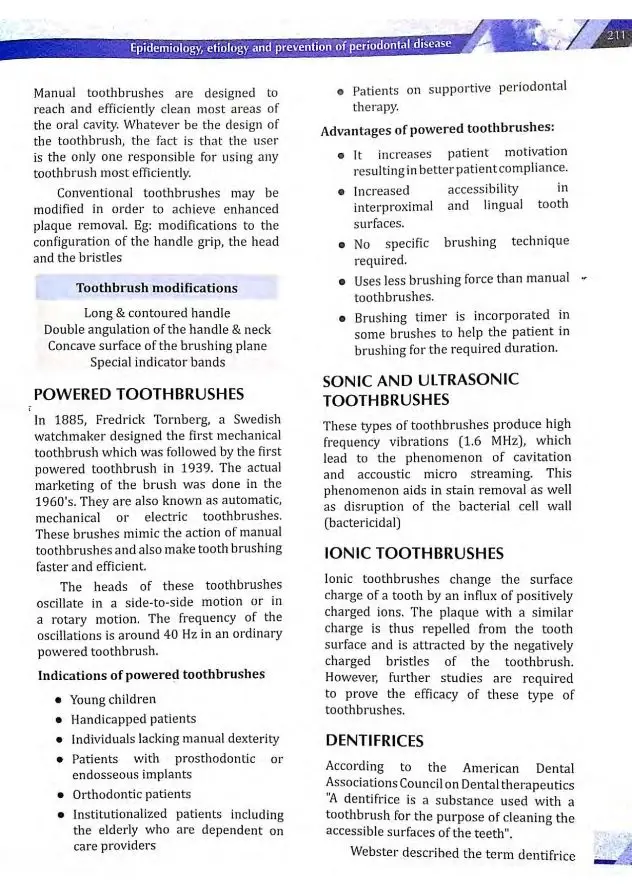 Epidemiology, etiology and prevention of periodontal disease
211
Manual toothbrushes are designed to
reach and efficiently clean most areas of
the oral cavity. Whatever be the design of
the toothbrush, the fact is that the user
is the only one responsible for using any
toothbrush most efficiently.
Conventional toothbrushes may be
modified in order to achieve enhanced
plaque removal. Eg: modifications to the
configuration of the handle grip, the head
and the bristles
Toothbrush modifications
Long & contoured handle
Double angulation of the handle & neck
Concave surface of the brushing plane
Special indicator bands
POWERED TOOTHBRUSHES
In 1885, Fredrick Tornberg, a Swedish
watchmaker designed the first mechanical
toothbrush which was followed by the first
powered toothbrush in 1939. The actual
marketing of the brush was done in the
1960's. They are also known as automatic,
mechanical or electric toothbrushes.
These brushes mimic the action of manual
toothbrushes and also make tooth brushing
faster and efficient.
The heads of these toothbrushes
oscillate in a side-to-side motion or in
a rotary motion. The frequency of the
oscillations is around 40 Hz in an ordinary
powered toothbrush.
Indications of powered toothbrushes
• Young children
• Handicapped patients
• Individuals lacking manual dexterity
• Patients with prosthodontic or
endosseous implants
• Orthodontic patients
• Institutionalized patients including
the elderly who are dependent on
care providers
• Patients on supportive periodontal
therapy.
Advantages of powered toothbrushes:
• It increases patient motivation
resulting in better patient compliance.
• Increased accessibility in
interproximal and lingual tooth
surfaces.
• No specific brushing technique
required.
• Uses less brushing force than manual
toothbrushes.
• Brushing timer is incorporated in
some brushes to help the patient in
brushing for the required duration.
SONIC AND ULTRASONIC
TOOTHBRUSHES
These types of toothbrushes produce high
frequency vibrations (1.6 MHz), which
lead to the phenomenon of cavitation
and accoustic micro streaming. This
phenomenon aids in stain removal as well
as disruption of the bacterial cell wall
(bactericidal)
IONIC TOOTHBRUSHES
Ionic toothbrushes change the surface
charge of a tooth by an influx of positively
charged ions. The plaque with a similar
charge is thus repelled from the tooth
surface and is attracted by the negatively
charged bristles of the toothbrush.
However, further studies are required
to prove the efficacy of these type of
toothbrushes.
DENTIFRICES
According to the American Dental
Associations Council on Dental therapeutics
"A dentifrice is a substance used with a
toothbrush for the purpose of cleaning the
accessible surfaces of the teeth".
Webster described the term dentifrice